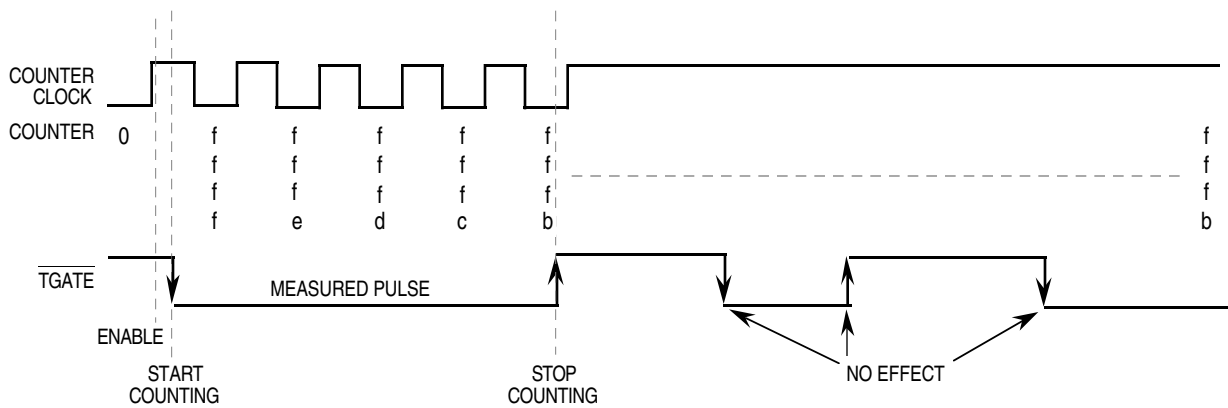 COUNTER
CLOCK
COUNTER 0 f f f f f f
f f f f f f
f f f f f f
f e d c b b
TGATE
MEASURED PULSE
ENABLE
START
COUNTING
STOP
COUNTING
NO EFFECT